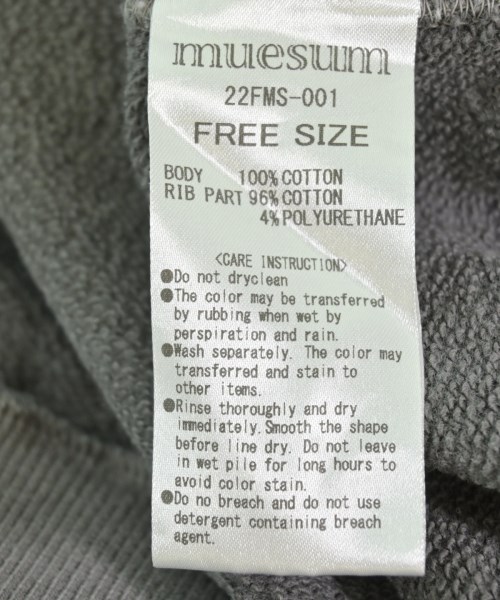 muesum
22FMS-001
FREE SIZE
BODY 100% COTTON
RIB PART 96% COTTON
4% POLYURETHANE
<CARE INSTRUCTION>
●Do not dryclean
●The color may be transferred
by rubbing when wet by
perspiration and rain.
●Wash separately. The color may
transferred and stain to
other items.
●Rinse thoroughly and dry
immediately. Smooth the shape
before line dry. Do not leave
in wet pile for long hours to
avoid color stain.
●Do no breach and do not use
detergent containing breach
agent.